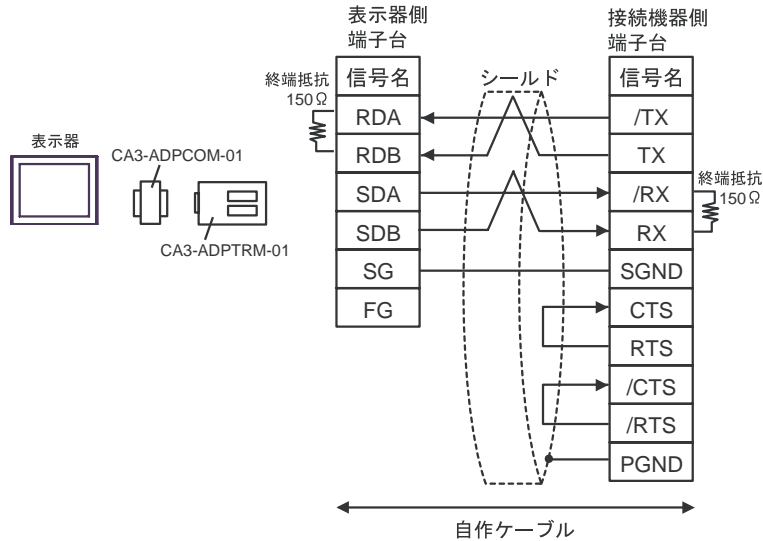 表示器側
端子台
接続機器側
端子台
信号名
シールド
信号名
終端抵抗
150Ω
RDA
/TX
表示器
CA3-ADPCOM-01
RDB
TX
SDA
/RX
終端抵抗
150Ω
SDB
RX
CA3-ADPTRM-01
SG
SGND
FG
CTS
RTS
/CTS
/RTS
PGND
自作ケーブル